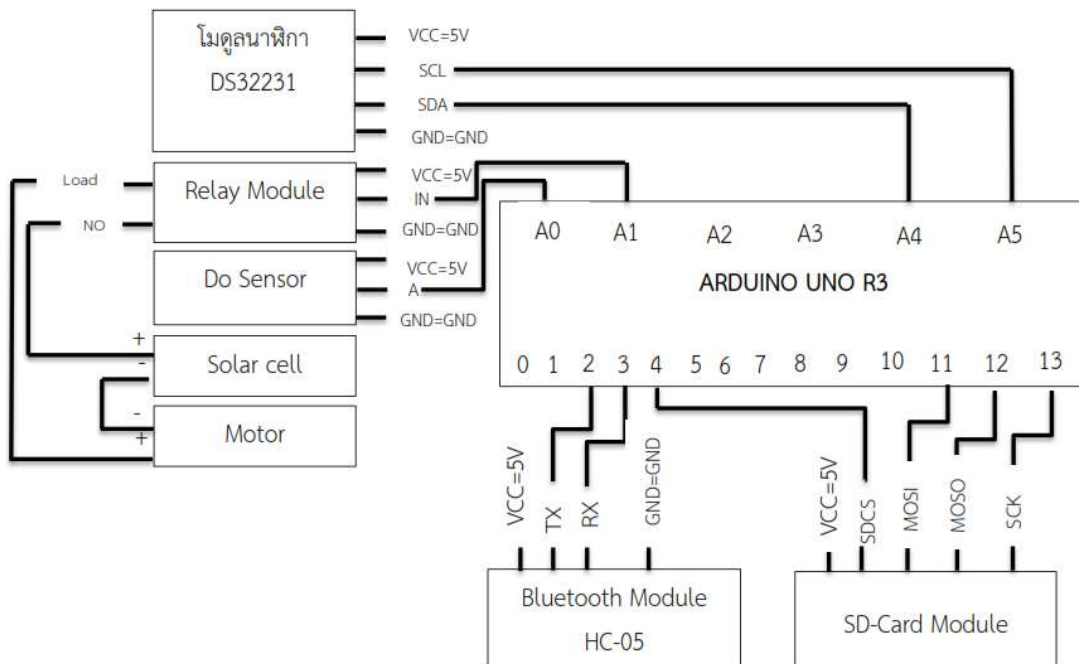 โมดูลนาฬิกา
DS32231
VCC=5V
SCL
SDA
GND=GND
Load
NO
Relay Module
VCC=5V
IN
GND=GND
Do Sensor
VCC=5V
A
GND=GND
+
-
Solar cell
-
+
Motor
A0 A1 A2 A3 A4 A5
ARDUINO UNO R3
0 1 2 3 4 5 6 7 8 9 10 11 12 13
VCC=5V
TX
RX
GND=GND
VCC=5V
SDCS
MOSI
MOSO
SCK
Bluetooth Module
HC-05
SD-Card Module